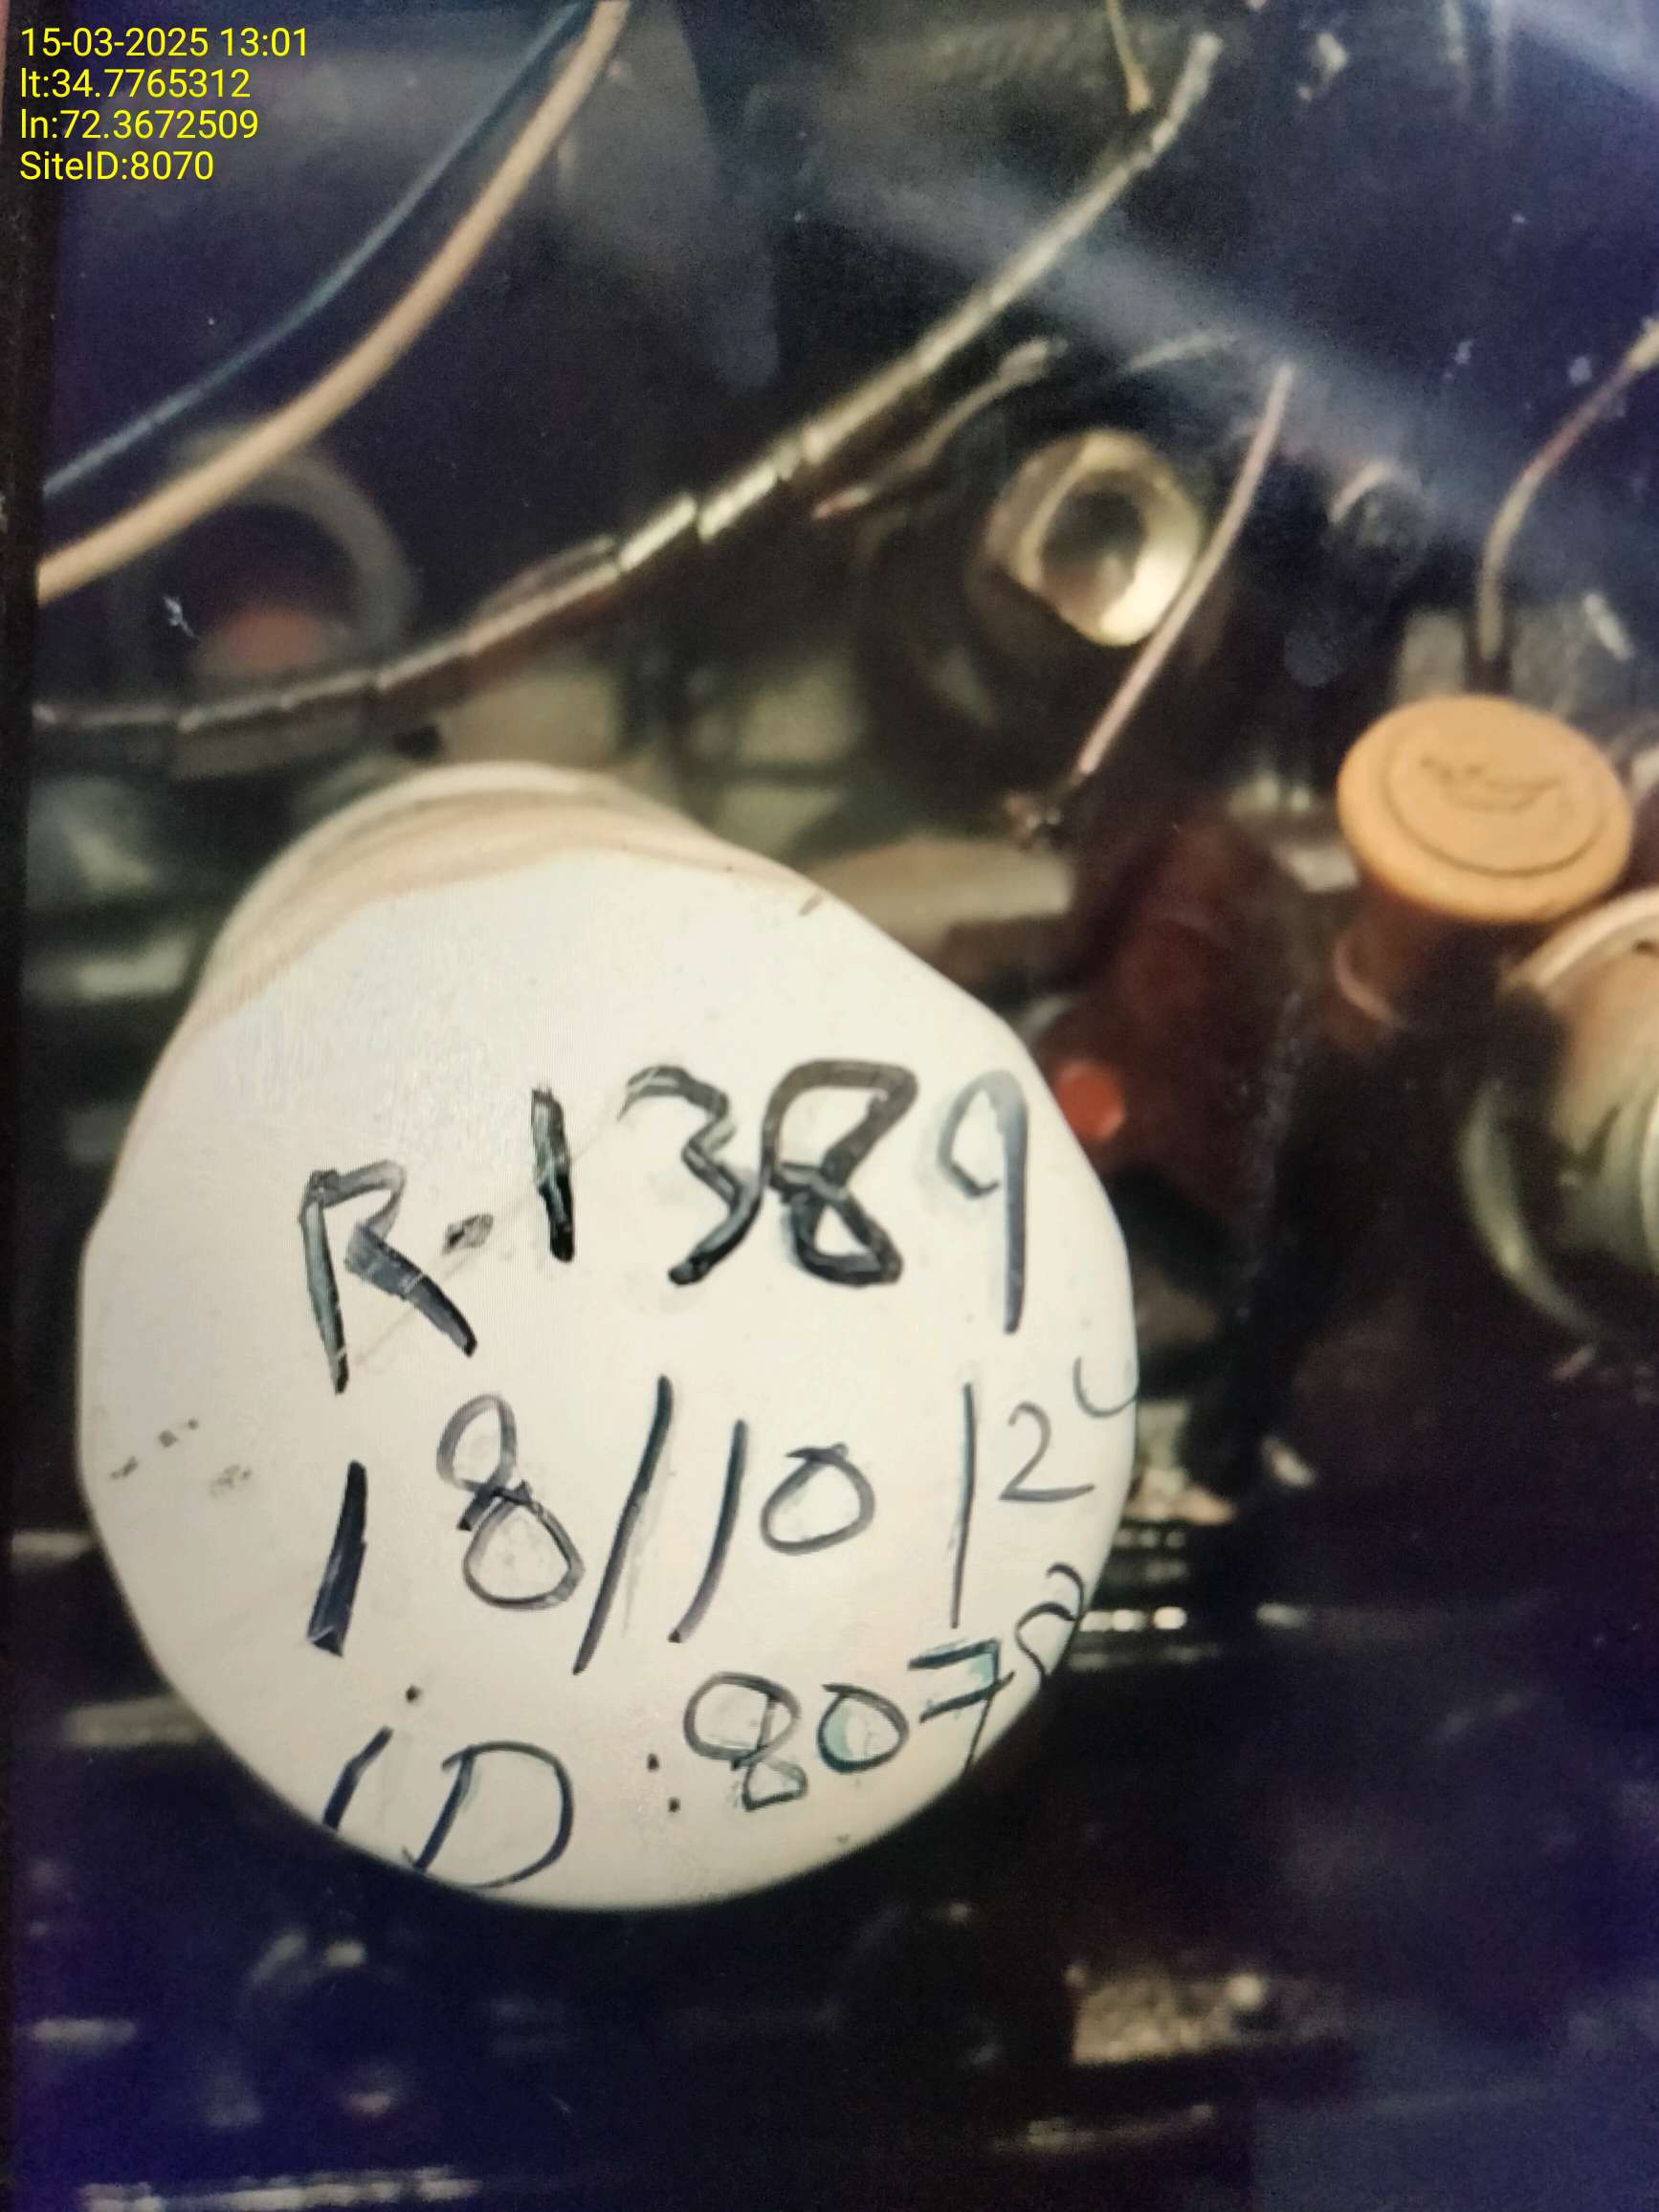 15-03-2025 13:01
lt:34.7765312
ln:72.3672509
SiteID:8070
R.1389
18/10/24
iD:8070